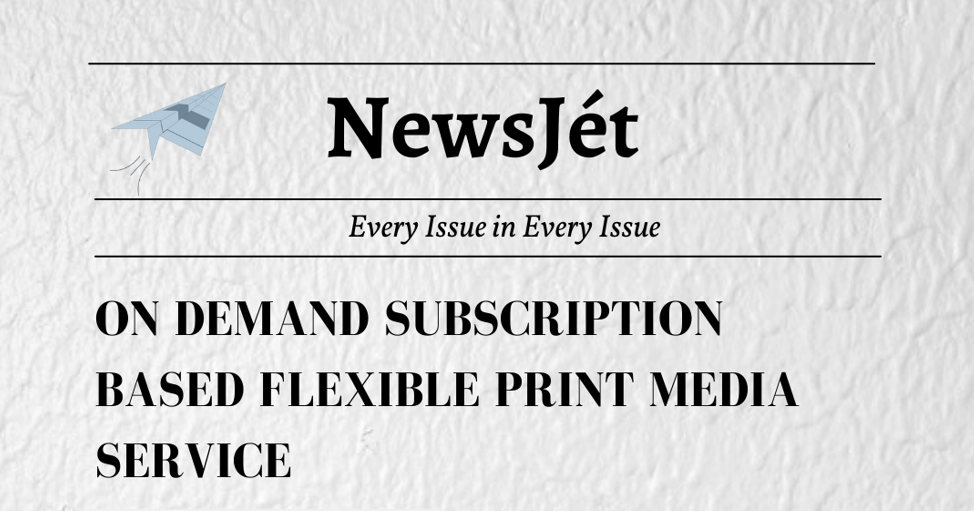 NewsJét
Every Issue in Every Issue
ON DEMAND SUBSCRIPTION
BASED FLEXIBLE PRINT MEDIA
SERVICE